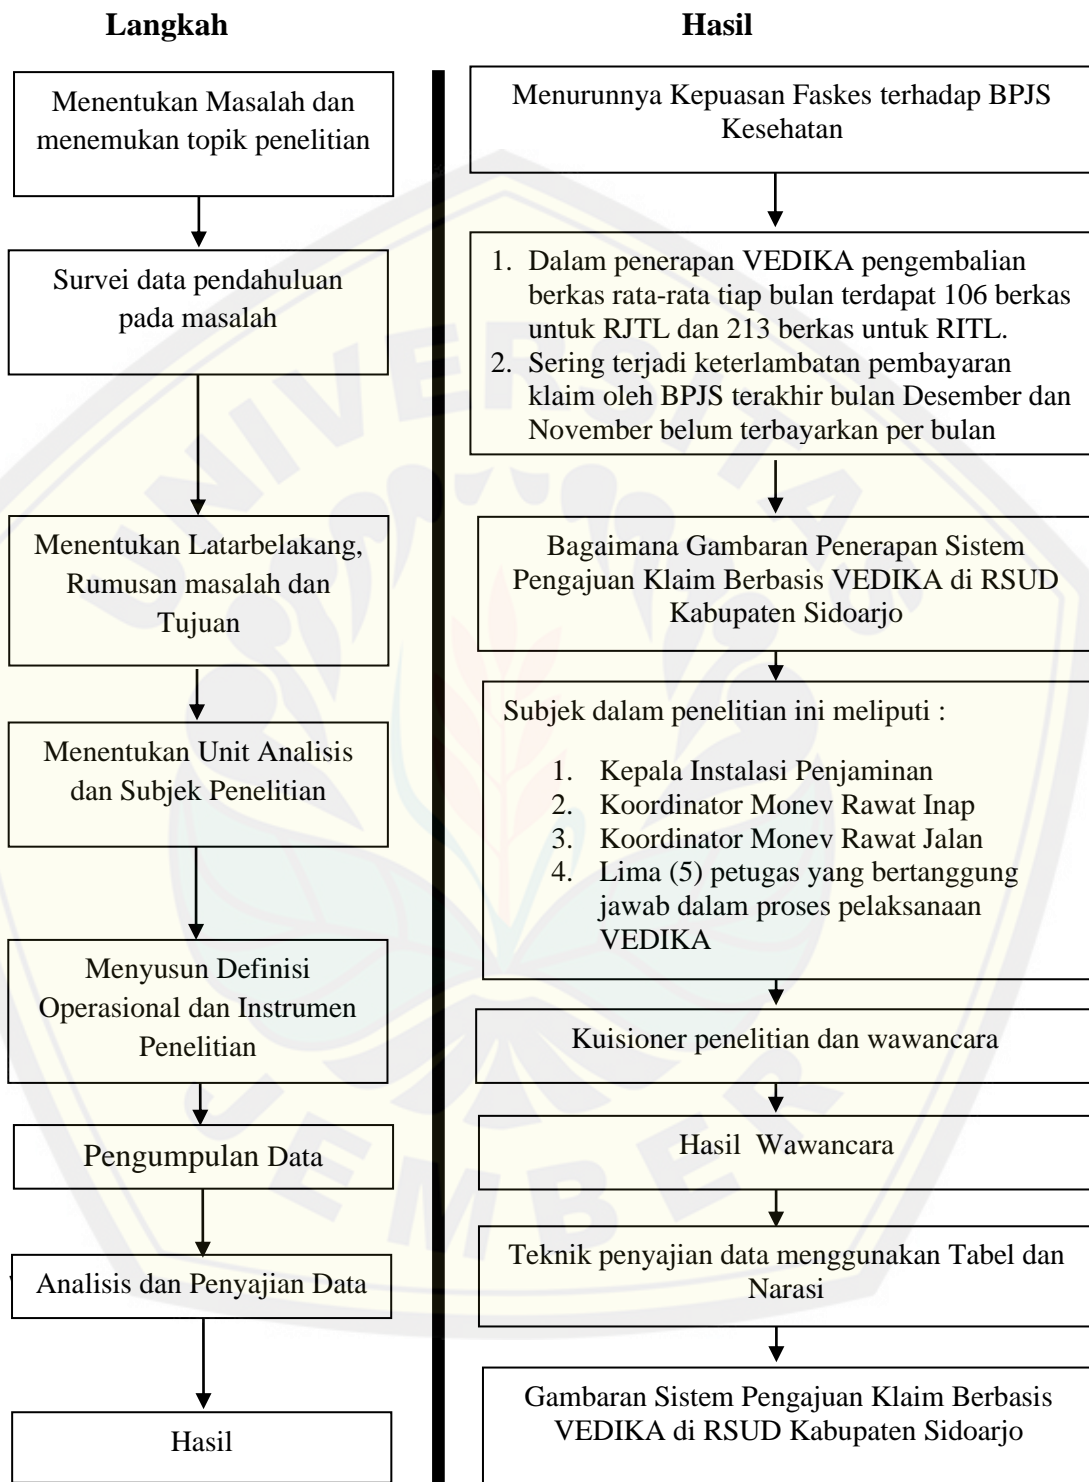 Langkah
Hasil
Menentukan Masalah dan
menemukan topik penelitian
Menurunnya Kepuasan Faskes terhadap BPJS
Kesehatan
Survei data pendahuluan
pada masalah
1. Dalam penerapan VEDIKA pengembalian
berkas rata-rata tiap bulan terdapat 106 berkas
untuk RJTL dan 213 berkas untuk RITL.
2. Sering terjadi keterlambatan pembayaran
klaim oleh BPJS terakhir bulan Desember dan
November belum terbayarkan per bulan
Menentukan Latarbelakang,
Rumusan masalah dan
Tujuan
Bagaimana Gambaran Penerapan Sistem
Pengajuan Klaim Berbasis VEDIKA di RSUD
Kabupaten Sidoarjo
Menentukan Unit Analisis
dan Subjek Penelitian
Subjek dalam penelitian ini meliputi :
1. Kepala Instalasi Penjaminan
2. Koordinator Monev Rawat Inap
3. Koordinator Monev Rawat Jalan
4. Lima (5) petugas yang bertanggung
jawab dalam proses pelaksanaan
VEDIKA
Menyusun Definisi
Operasional dan Instrumen
Penelitian
Kuisioner penelitian dan wawancara
Pengumpulan Data
Hasil Wawancara
Analisis dan Penyajian Data
Teknik penyajian data menggunakan Tabel dan
Narasi
Hasil
Gambaran Sistem Pengajuan Klaim Berbasis
VEDIKA di RSUD Kabupaten Sidoarjo
UNIVERSITAS
JEMBER